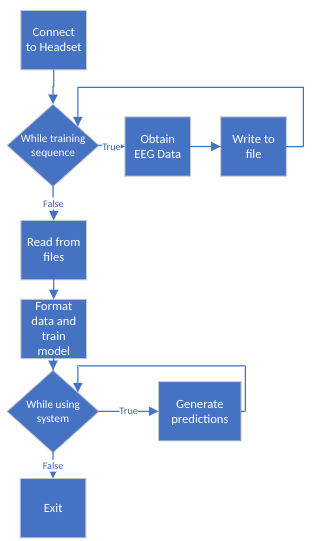 Connect
to Headset
While training
sequence
True
Obtain
EEG Data
Write to
file
False
Read from
files
Format
data and
train
model
While using
system
True
Generate
predictions
False
Exit